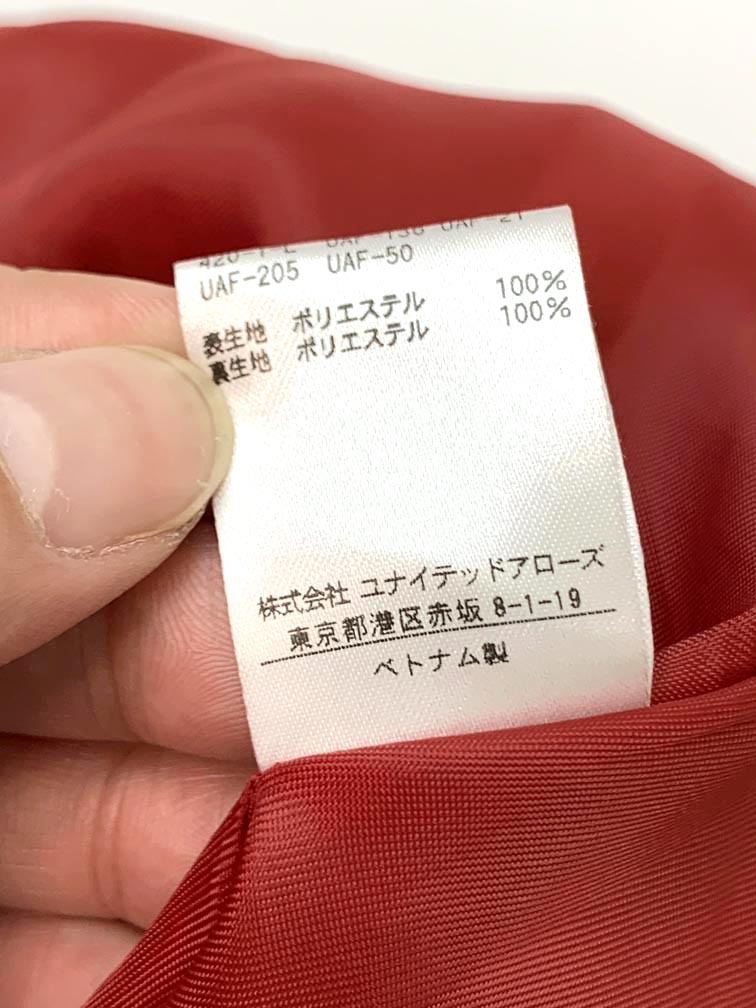 UAF-205 UAF-50
表生地 ポリエステル 100%
裏生地 ポリエステル 100%
株式会社 ユナイテッドアローズ
東京都港区赤坂 8-1-19
ベトナム製